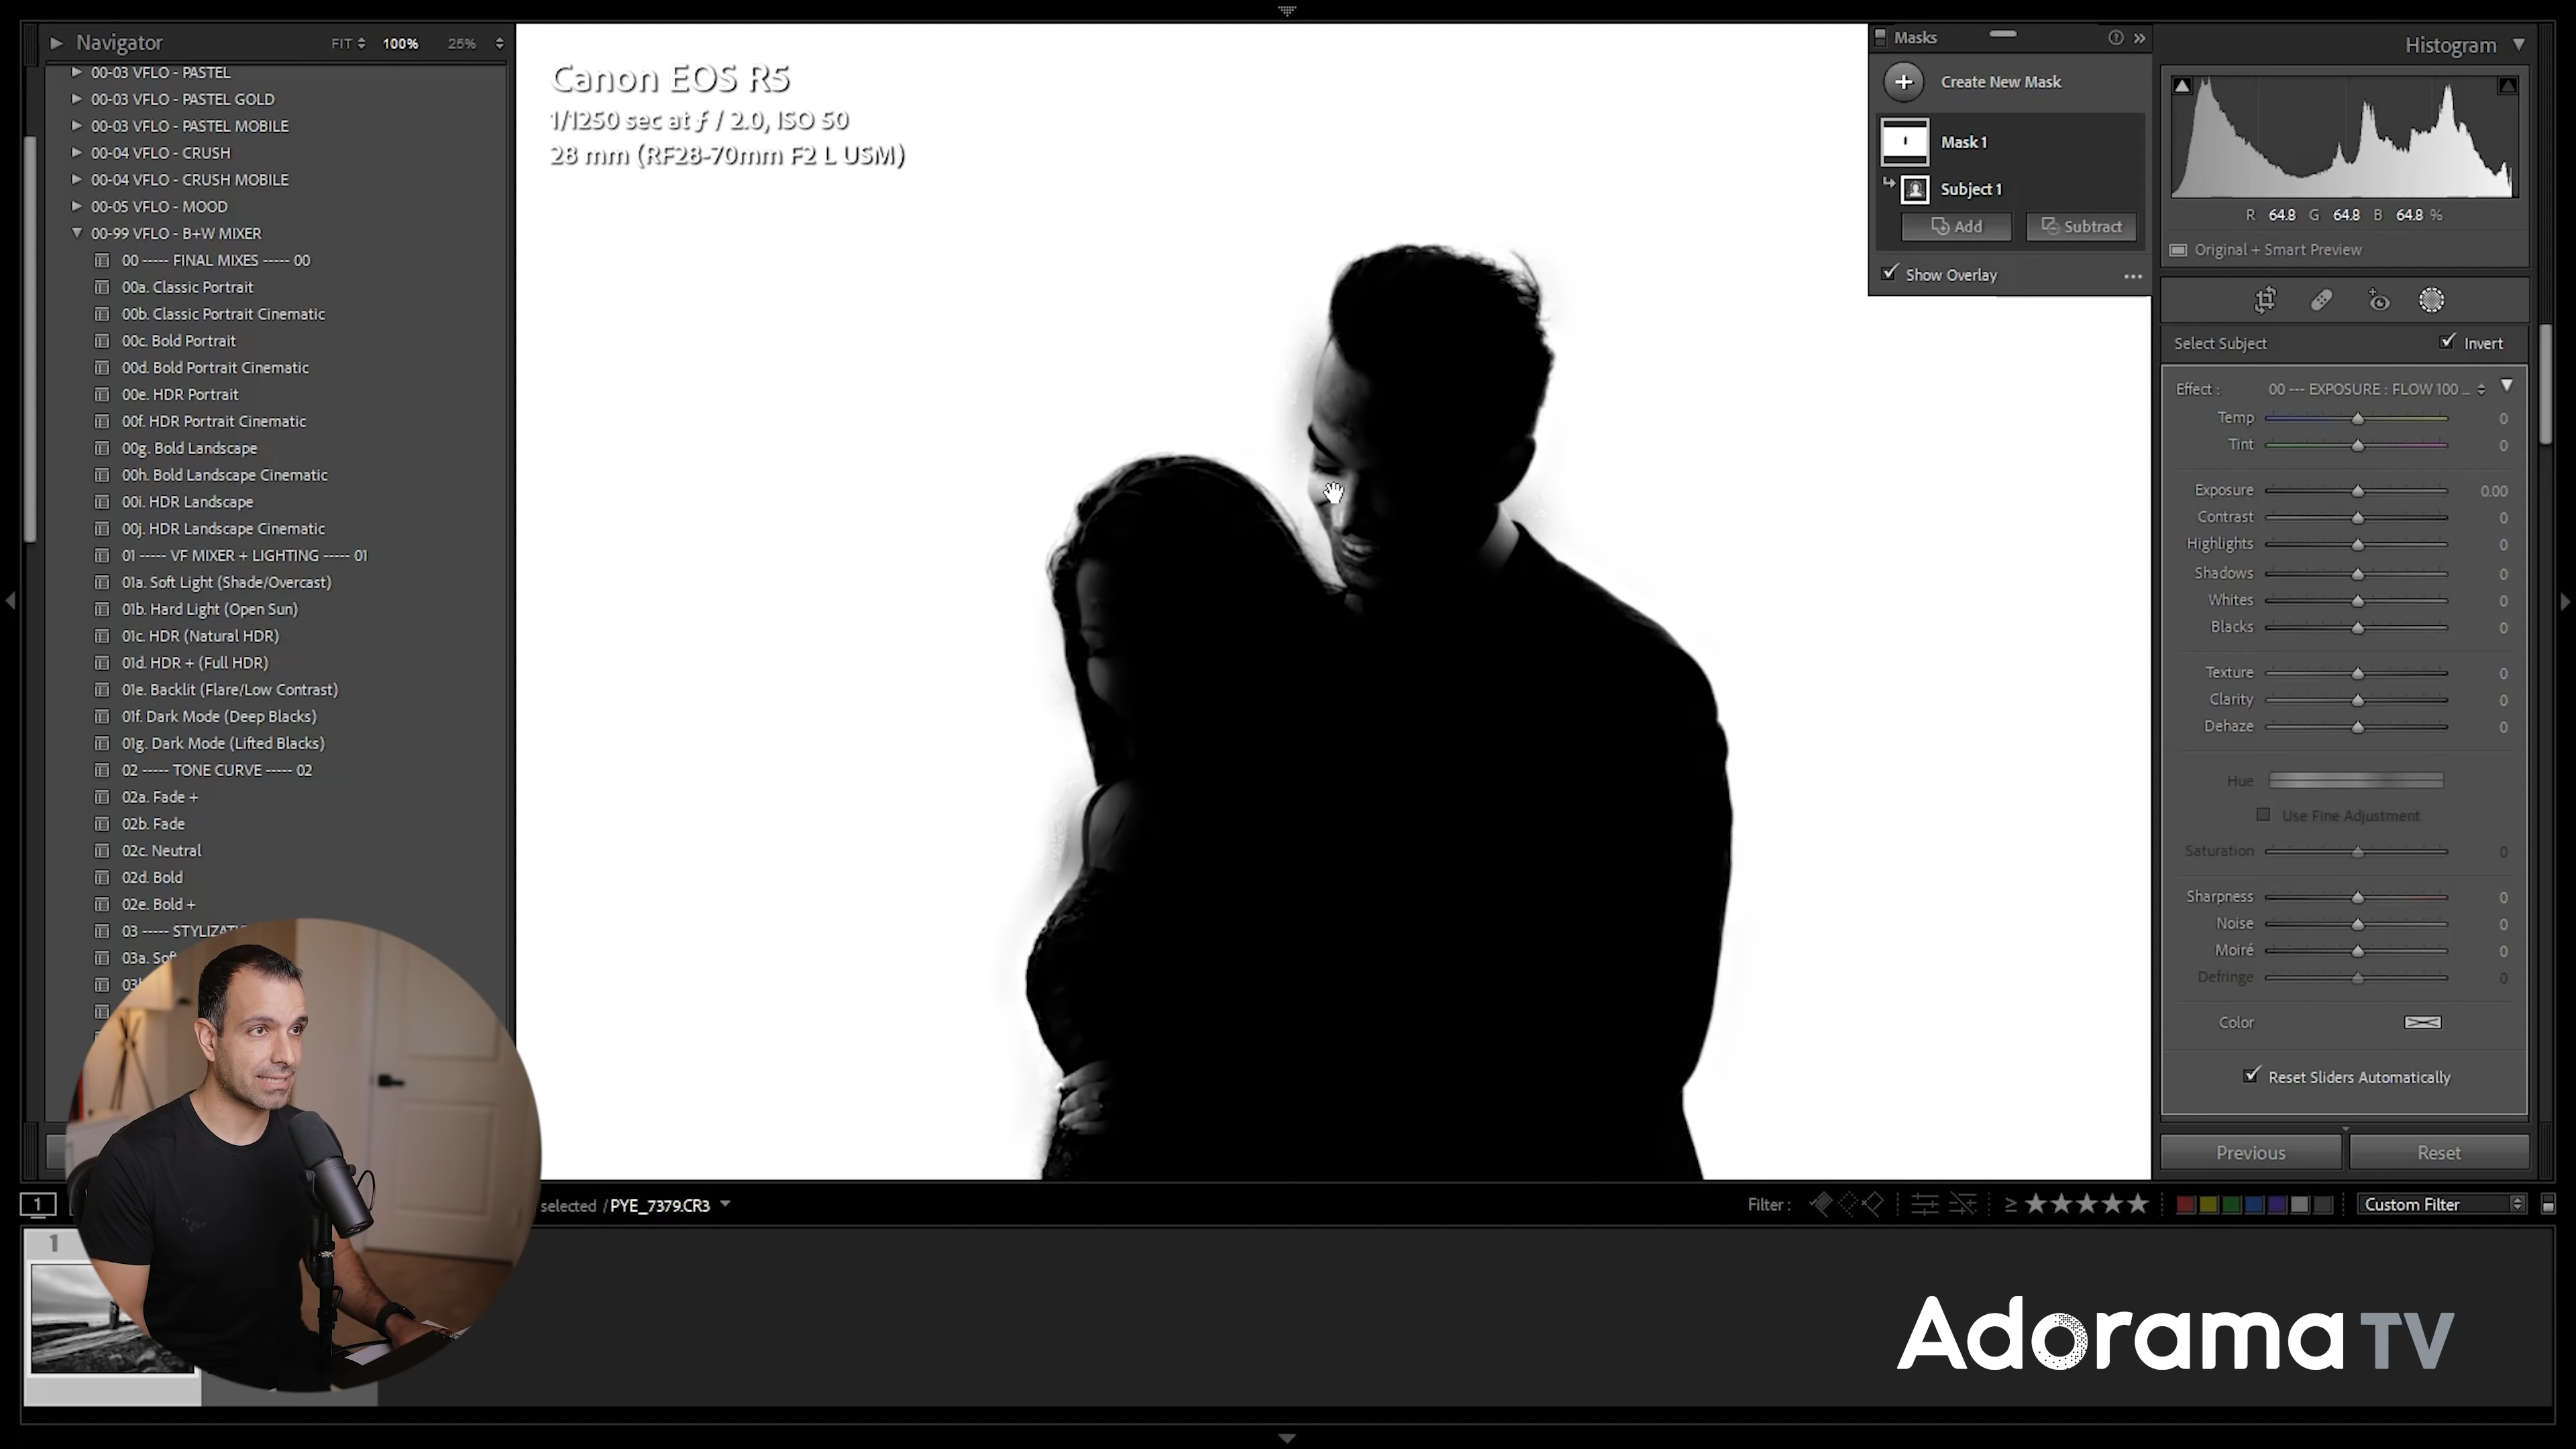 Navigator
FIT
100%
25%
00-03 VFLO - PASTEL
00-03 VFLO - PASTEL GOLD
00-03 VFLO - PASTEL MOBILE
00-04 VFLO - CRUSH
00-04 VFLO - CRUSH MOBILE
00-05 VFLO - MOOD
00-99 VFLO - B+W MIXER
00 ----- FINAL MIXES ----- 00
00a. Classic Portrait
00b. Classic Portrait Cinematic
00c. Bold Portrait
00d. Bold Portrait Cinematic
00e. HDR Portrait
00f. HDR Portrait Cinematic
00g. Bold Landscape
00h. Bold Landscape Cinematic
00i. HDR Landscape
00j. HDR Landscape Cinematic
01 ----- VF MIXER + LIGHTING ----- 01
01a. Soft Light (Shade/Overcast)
01b. Hard Light (Open Sun)
01c. HDR (Natural HDR)
01d. HDR + (Full HDR)
01e. Backlit (Flare/Low Contrast)
01f. Dark Mode (Deep Blacks)
01g. Dark Mode (Lifted Blacks)
02 ----- TONE CURVE ----- 02
02a. Fade +
02b. Fade
02c. Neutral
02d. Bold
02e. Bold +
03 -----
03a.
Canon EOS R5
1/1250 sec at ƒ / 2.0, ISO 50
28 mm (RF28-70mm F2 L USM)
Masks
Create New Mask
Mask 1
Subject 1
Add
Subtract
Show Overlay
Histogram
R 64.8 G 64.8 B 64.8 %
Original + Smart Preview
Select Subject
Invert
Effect : 00 --- EXPOSURE : FLOW 100 ...
Temp 0
Tint 0
Exposure 0.00
Contrast 0
Highlights 0
Shadows 0
Whites 0
Blacks 0
Texture 0
Clarity 0
Dehaze 0
Hue
Use Fine Adjustment
Saturation 0
Sharpness 0
Noise 0
Moiré 0
Defringe 0
Color
Reset Sliders Automatically
Previous
Reset
1
selected / PYE_7379.CR3
Filter :
≥ ★★★★★
Custom Filter
1
Adorama TV